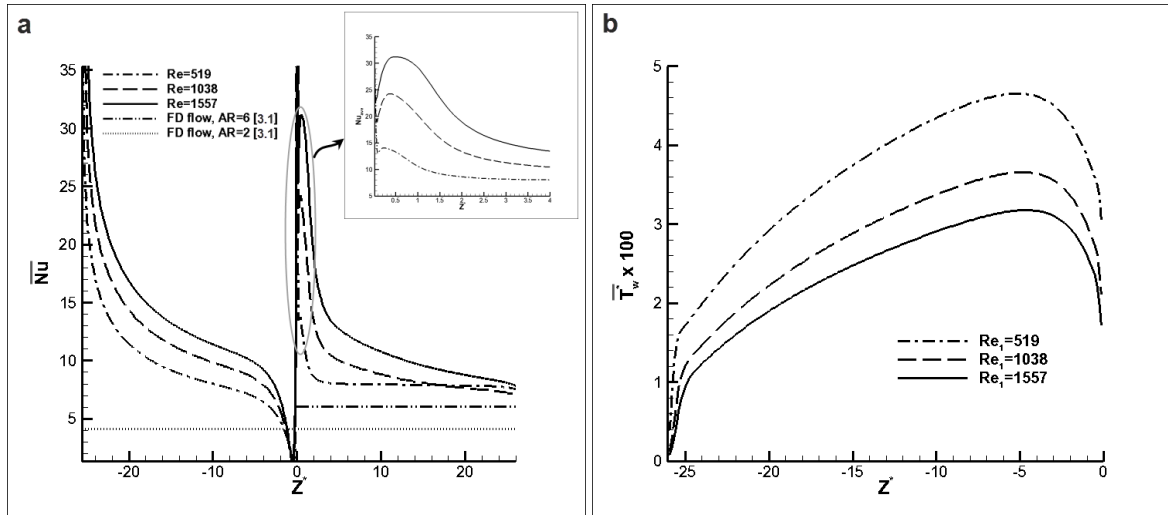 a
35
30
25
20
15
10
5
Nu
-20
-10
0
10
20
Z*
Re=519
Re=1038
Re=1557
FD flow, AR=6 [3.1]
FD flow, AR=2 [3.1]
40
35
30
25
20
15
10
5
0.5
1
1.5
2
2.5
3
3.5
4
Z*
b
5
4
3
2
1
0
T*w x 100
-25
-20
-15
-10
-5
0
Z*
Re1=519
Re1=1038
Re1=1557